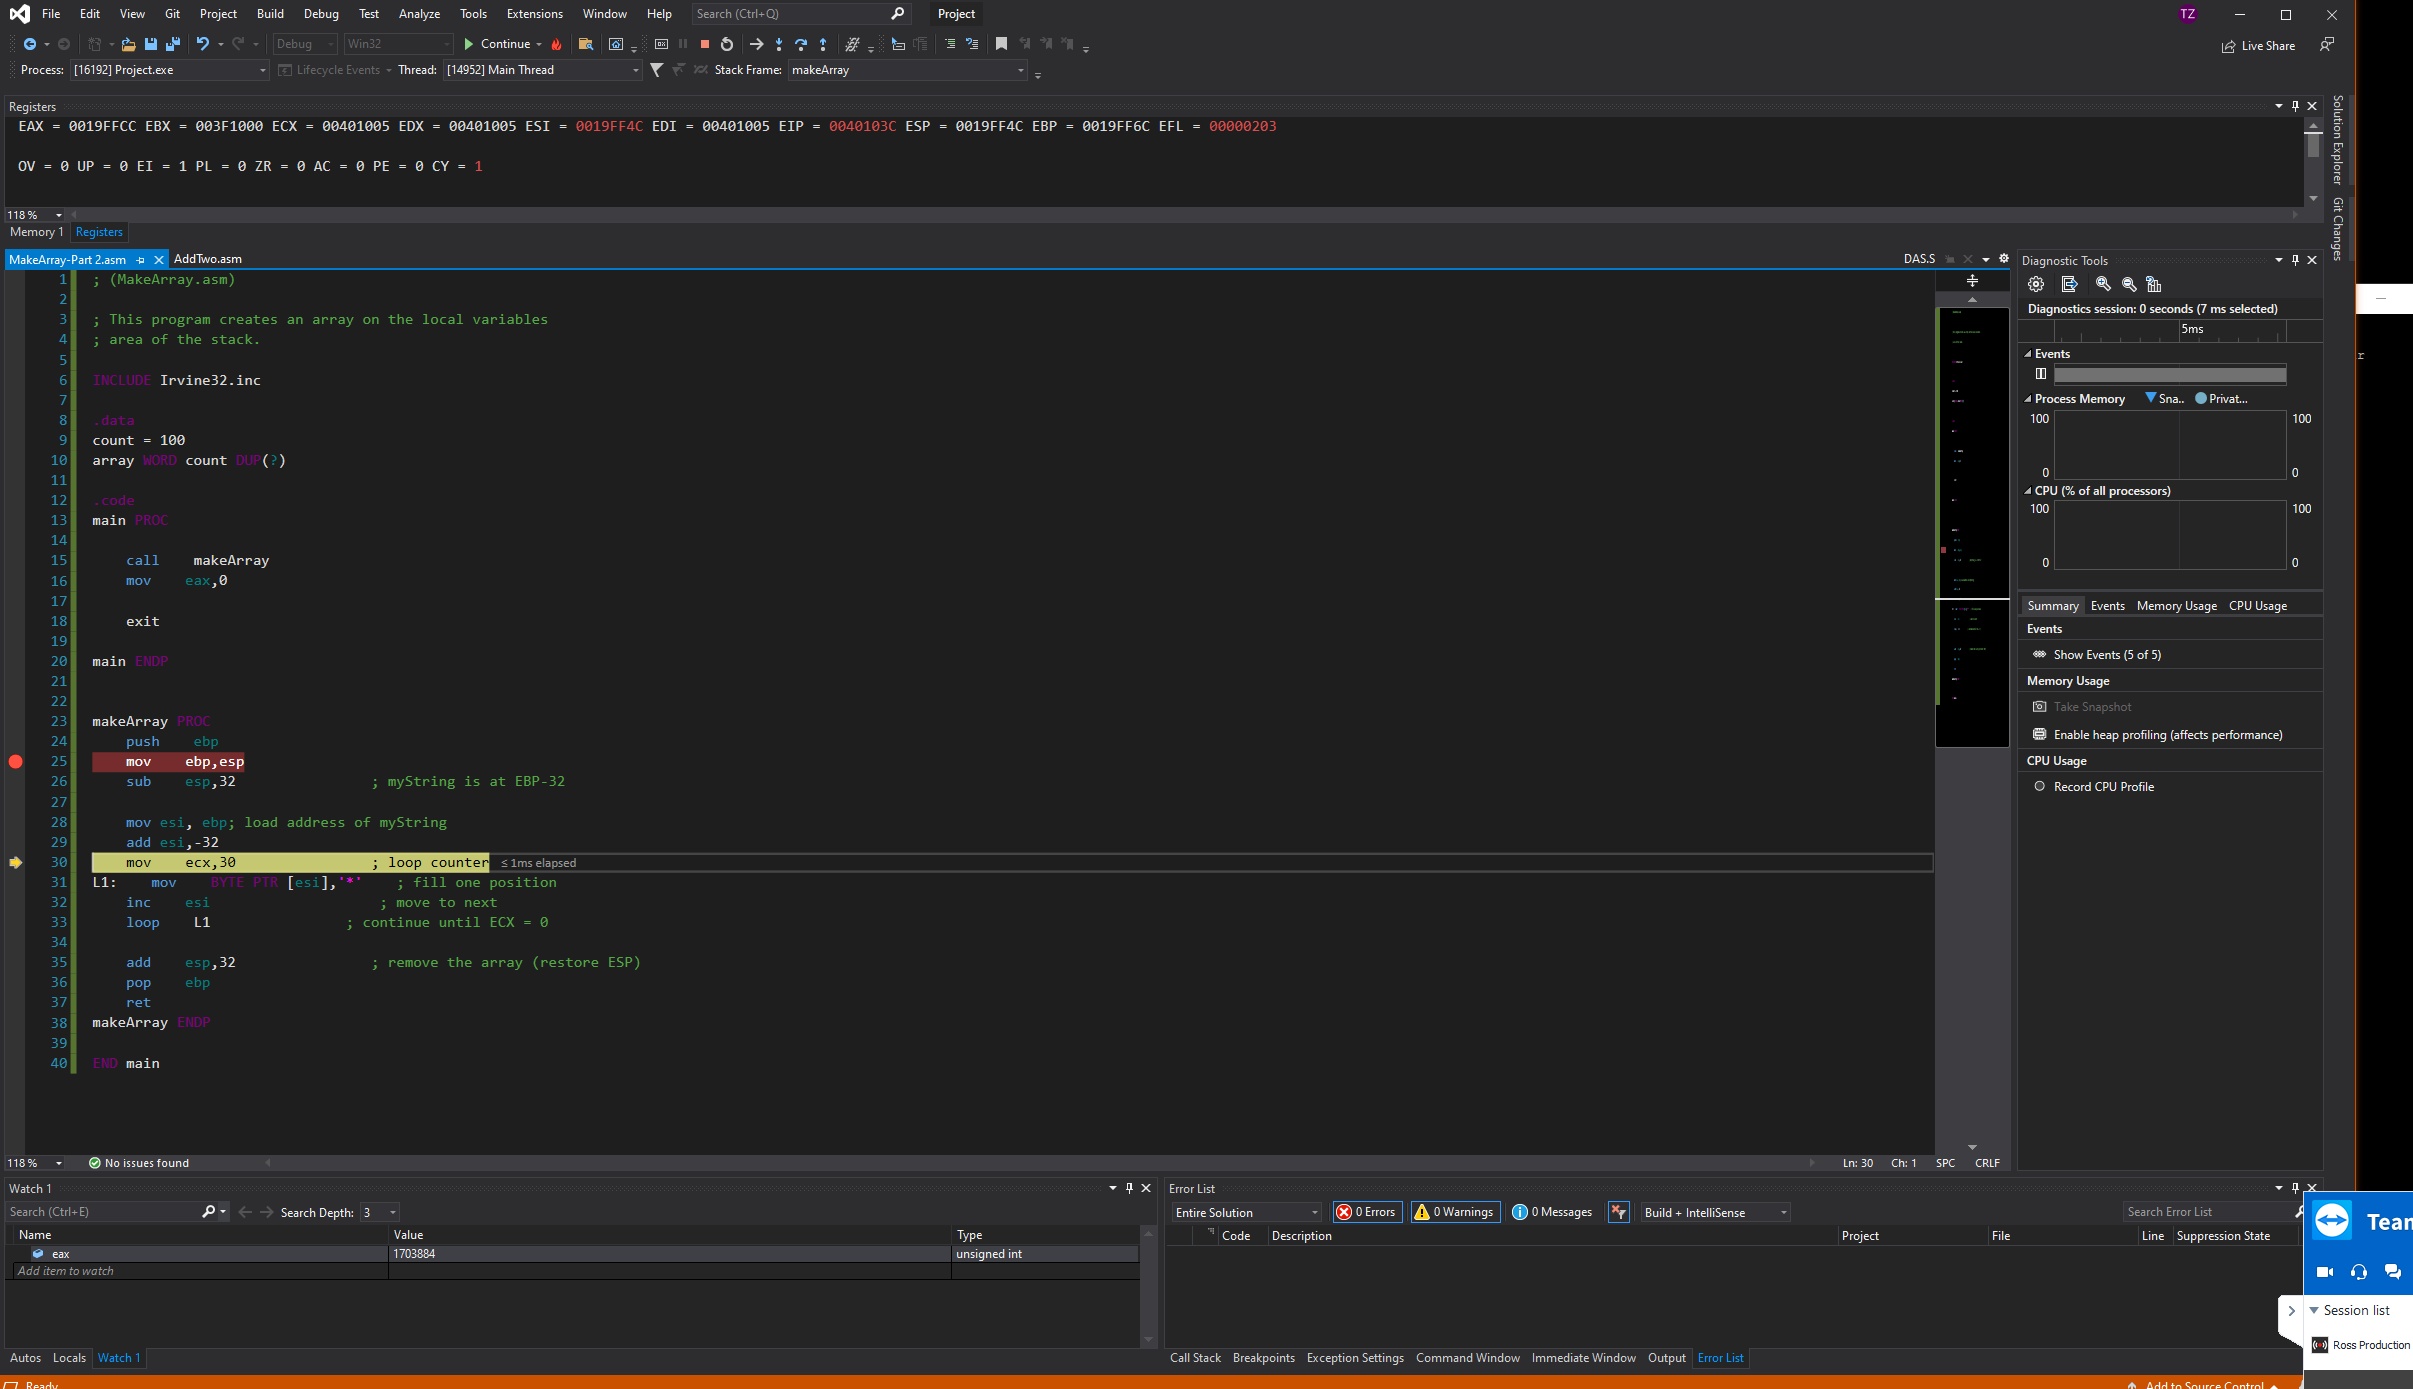 File Edit View Git Project Build Debug Test Analyze Tools Extensions Window Help Search (Ctrl+Q) Project TZ
Debug Win32 Continue Live Share
Process: [16192] Project.exe Lifecycle Events Thread: [14952] Main Thread Stack Frame: makeArray
Registers
EAX = 0019FFCC EBX = 003F1000 ECX = 00401005 EDX = 00401005 ESI = 0019FF4C EDI = 00401005 EIP = 0040103C ESP = 0019FF4C EBP = 0019FF6C EFL = 00000203
OV = 0 UP = 0 EI = 1 PL = 0 ZR = 0 AC = 0 PE = 0 CY = 1
118 %
Memory 1 Registers
Solution Explorer
Git Changes
MakeArray-Part 2.asm AddTwo.asm DAS.S
1 ; (MakeArray.asm)
2
3 ; This program creates an array on the local variables
4 ; area of the stack.
5
6 INCLUDE Irvine32.inc
7
8 .data
9 count = 100
10 array WORD count DUP(?)
11
12 .code
13 main PROC
14
15 call makeArray
16 mov eax,0
17
18 exit
19
20 main ENDP
21
22
23 makeArray PROC
24 push ebp
25 mov ebp,esp
26 sub esp,32 ; myString is at EBP-32
27
28 mov esi, ebp; load address of myString
29 add esi,-32
30 mov ecx,30 ; loop counter ≤ 1ms elapsed
31 L1: mov BYTE PTR [esi],'*' ; fill one position
32 inc esi ; move to next
33 loop L1 ; continue until ECX = 0
34
35 add esp,32 ; remove the array (restore ESP)
36 pop ebp
37 ret
38 makeArray ENDP
39
40 END main
118 % No issues found Ln: 30 Ch: 1 SPC CRLF
Diagnostic Tools
Diagnostics session: 0 seconds (7 ms selected)
5ms
Events
Process Memory Sna.. Privat...
100 100
0 0
CPU (% of all processors)
100 100
0 0
Summary Events Memory Usage CPU Usage
Events
Show Events (5 of 5)
Memory Usage
Take Snapshot
Enable heap profiling (affects performance)
CPU Usage
Record CPU Profile
r
Watch 1
Search (Ctrl+E) Search Depth: 3
Name Value Type
eax 1703884 unsigned int
Add item to watch
Autos Locals Watch 1
Error List
Entire Solution 0 Errors 0 Warnings 0 Messages Build + IntelliSense Search Error List
Code Description Project File Line Suppression State
Call Stack Breakpoints Exception Settings Command Window Immediate Window Output Error List
Team
Session list
Ross Production
Ready Add to Source Control